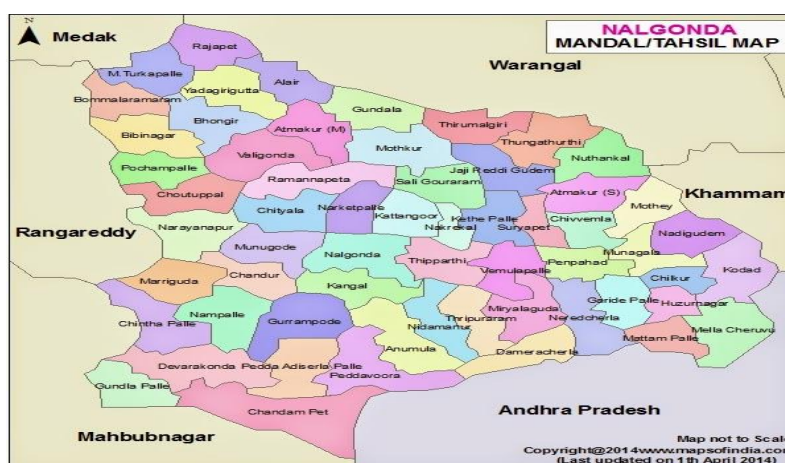 N
NALGONDA
MANDAL/TAHSIL MAP
Medak
Rajapet
Warangal
M.Turkapalle
Alair
Yadagirigutta
Bommalaramaram
Gundala
Bhongir
Thirumalgiri
Bibinagar
Atmakur (M)
Thungathurthi
Mothkur
Nuthankal
Valigonda
Pochampalle
Jaji Reddi Gudem
Ramannapeta
Sali Gouraram
Choutuppal
Atmakur (S)
Khammam
Mothey
Chityala
Narketpalle
Kattangoor
Kethe Palle
Chivvemla
Narayanapur
Nakrekal
Suryapet
Rangareddy
Nadigudem
Munugode
Nalgonda
Thipparthi
Penpahad
Munagala
Vemulapalle
Kodad
Chandur
Chilkur
Marriguda
Kangal
Garide Palle
Huzurnagar
Nampalle
Gurrampode
Nidamanur
Thripuraram
Miryalaguda
Neredcherla
Chintha Palle
Mella Cheruvu
Mattam Palle
Anumula
Dameracherla
Devarakonda
Pedda Adiserla Palle
Peddavoora
Gundla Palle
Chandam Pet
Andhra Pradesh
Mahbubnagar
Map not to Scale
Copyright@2014www.mapsofindia.com
(Last updated on 1th April 2014)